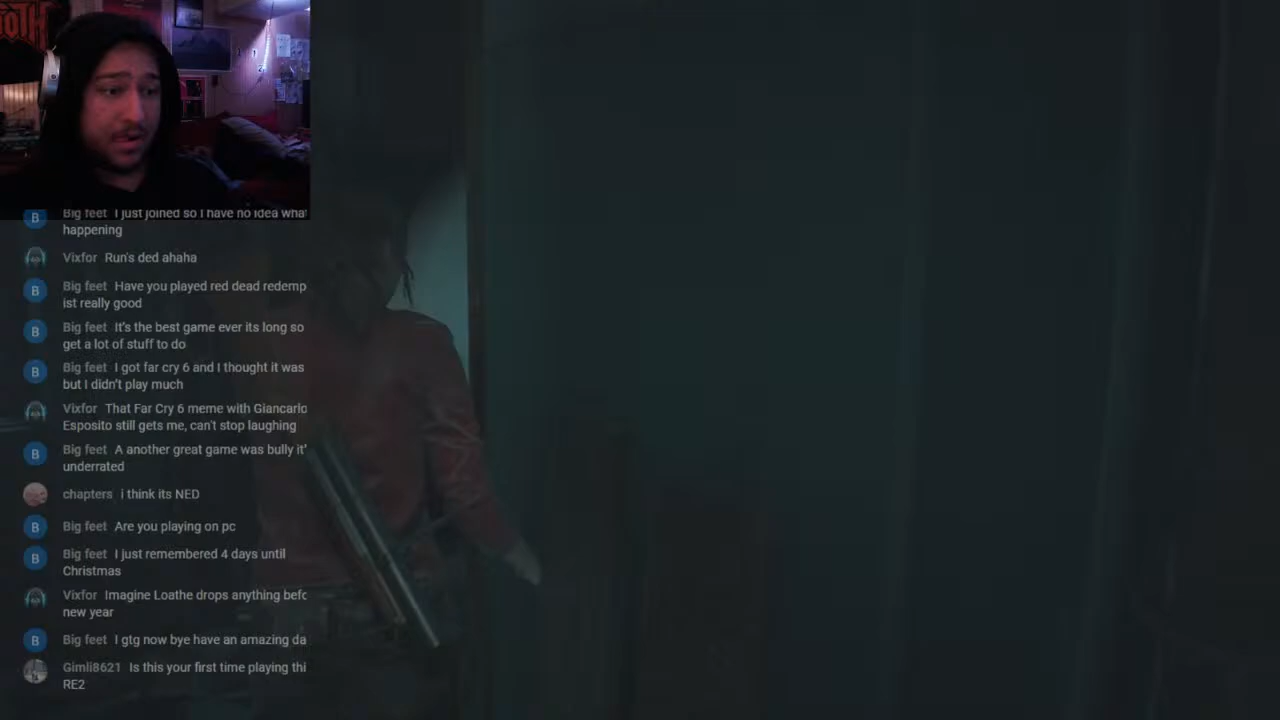 OTH
Big feet I just joined so I have no idea what
happening
Vixfor Run's ded ahaha
Big feet Have you played red dead redemp
ist really good
Big feet It's the best game ever its long so
get a lot of stuff to do
Big feet I got far cry 6 and I thought it was
but I didn't play much
Vixfor That Far Cry 6 meme with Giancarlo
Esposito still gets me, can't stop laughing
Big feet A another great game was bully it'
underrated
chapters i think its NED
Big feet Are you playing on pc
Big feet I just remembered 4 days until
Christmas
Vixfor Imagine Loathe drops anything befo
new year
Big feet I gtg now bye have an amazing da
Gimli8621 Is this your first time playing thi
RE2